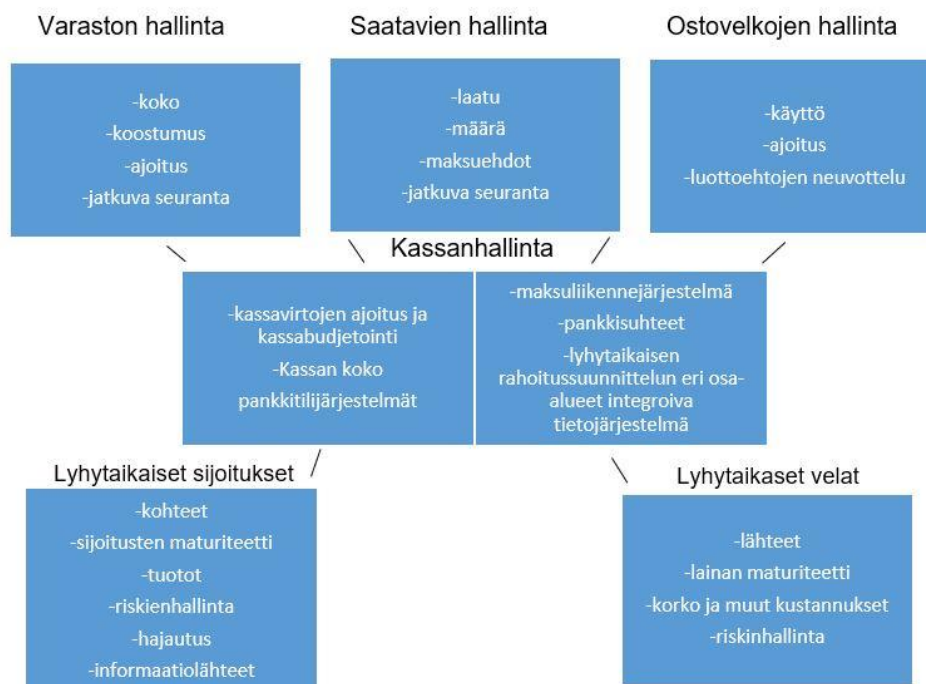 Varaston hallinta
-koko
-koostumus
-ajoitus
-jatkuva seuranta
Saatavien hallinta
-laatu
-määrä
-maksuehdot
-jatkuva seuranta
Ostovelkojen hallinta
-käyttö
-ajoitus
-luottoehtojen neuvottelu
Kassanhallinta
-kassavirtojen ajoitus ja
kassabudjetointi
-Kassan koko
pankkitilijärjestelmät
-maksuliikennejärjestelmä
-pankkisuhteet
-lyhytaikaisen
rahoitussuunnittelun eri osa-
alueet integroiva
tietojärjestelmä
Lyhytaikaiset sijoitukset
-kohteet
-sijoitusten maturiteetti
-tuotot
-riskienhallinta
-hajautus
-informaatiolähteet
Lyhytaikaset velat
-lähteet
-lainan maturiteetti
-korko ja muut kustannukset
-riskinhallinta